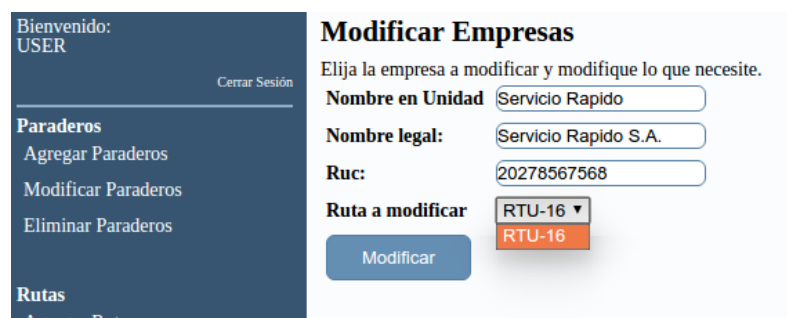 Bienvenido:
USER
Cerrar Sesión
Paraderos
Agregar Paraderos
Modificar Paraderos
Eliminar Paraderos
Rutas
Modificar Empresas
Elija la empresa a modificar y modifique lo que necesite.
Nombre en Unidad Servicio Rapido
Nombre legal: Servicio Rapido S.A.
Ruc: 20278567568
Ruta a modificar RTU-16
RTU-16
Modificar